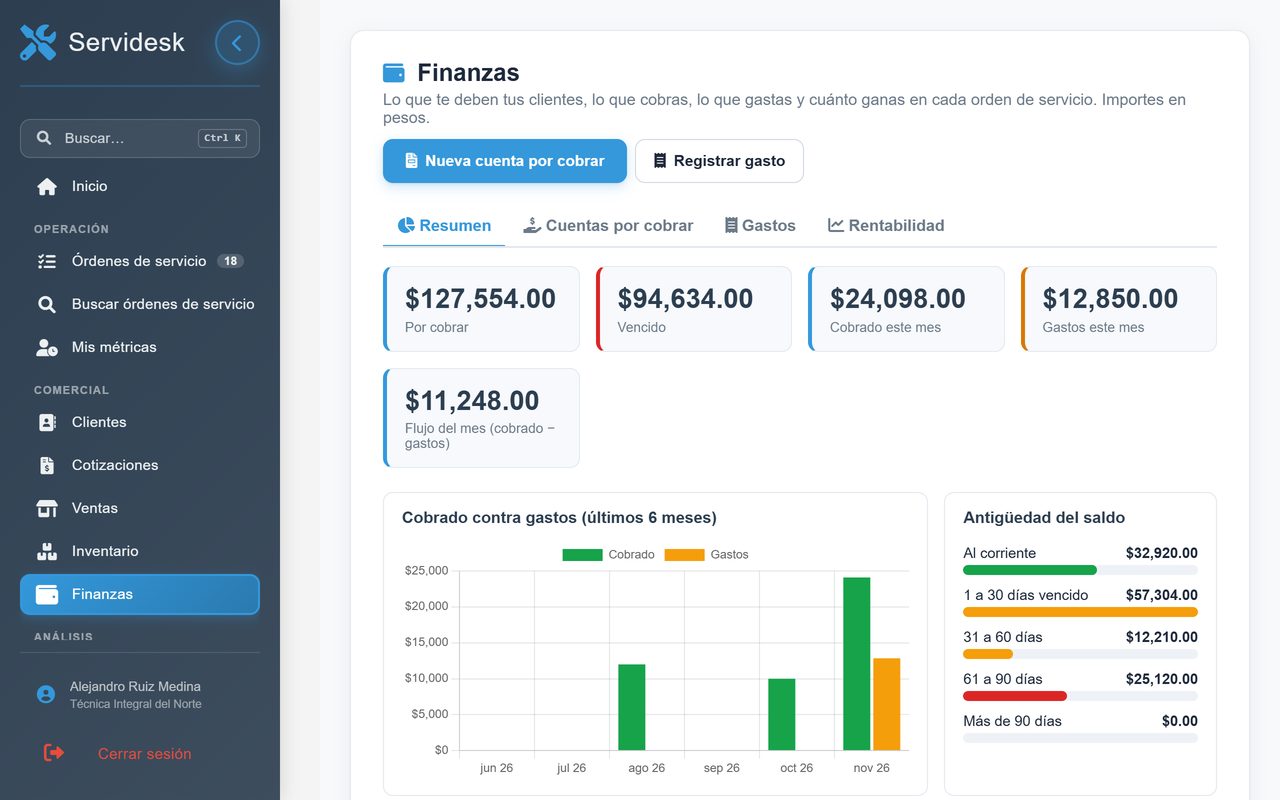 Servidesk
Buscar...
Ctrl K
Inicio
OPERACIÓN
Órdenes de servicio 18
Buscar órdenes de servicio
Mis métricas
COMERCIAL
Clientes
Cotizaciones
Ventas
Inventario
Finanzas
ANÁLISIS
Alejandro Ruiz Medina
Técnica Integral del Norte
Cerrar sesión
Finanzas
Lo que te deben tus clientes, lo que cobras, lo que gastas y cuánto ganas en cada orden de servicio. Importes en
pesos.
Nueva cuenta por cobrar
Registrar gasto
Resumen
Cuentas por cobrar
Gastos
Rentabilidad
$127,554.00
Por cobrar
$94,634.00
Vencido
$24,098.00
Cobrado este mes
$12,850.00
Gastos este mes
$11,248.00
Flujo del mes (cobrado −
gastos)
Cobrado contra gastos (últimos 6 meses)
Cobrado
Gastos
$25,000
$20,000
$15,000
$10,000
$5,000
$0
jun 26
jul 26
ago 26
sep 26
oct 26
nov 26
Antigüedad del saldo
Al corriente $32,920.00
1 a 30 días vencido $57,304.00
31 a 60 días $12,210.00
61 a 90 días $25,120.00
Más de 90 días $0.00